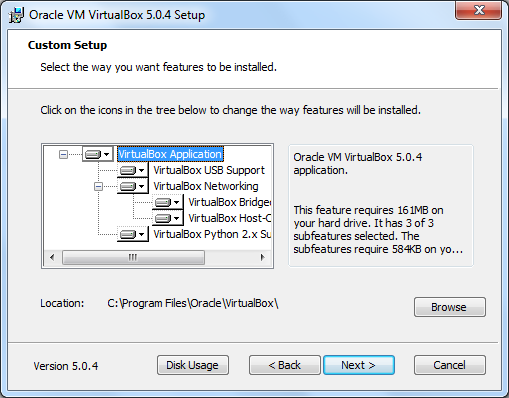 Oracle VM VirtualBox 5.0.4 Setup
Custom Setup
Select the way you want features to be installed.
Click on the icons in the tree below to change the way features will be installed.
VirtualBox Application
VirtualBox USB Support
VirtualBox Networking
VirtualBox Bridge
VirtualBox Host-
VirtualBox Python 2.x Su
Oracle VM VirtualBox 5.0.4
application.
This feature requires 161MB on
your hard drive. It has 3 of 3
subfeatures selected. The
subfeatures require 584KB on yo...
Location: C:\Program Files\Oracle\VirtualBox\
Browse
Version 5.0.4
Disk Usage
< Back
Next >
Cancel